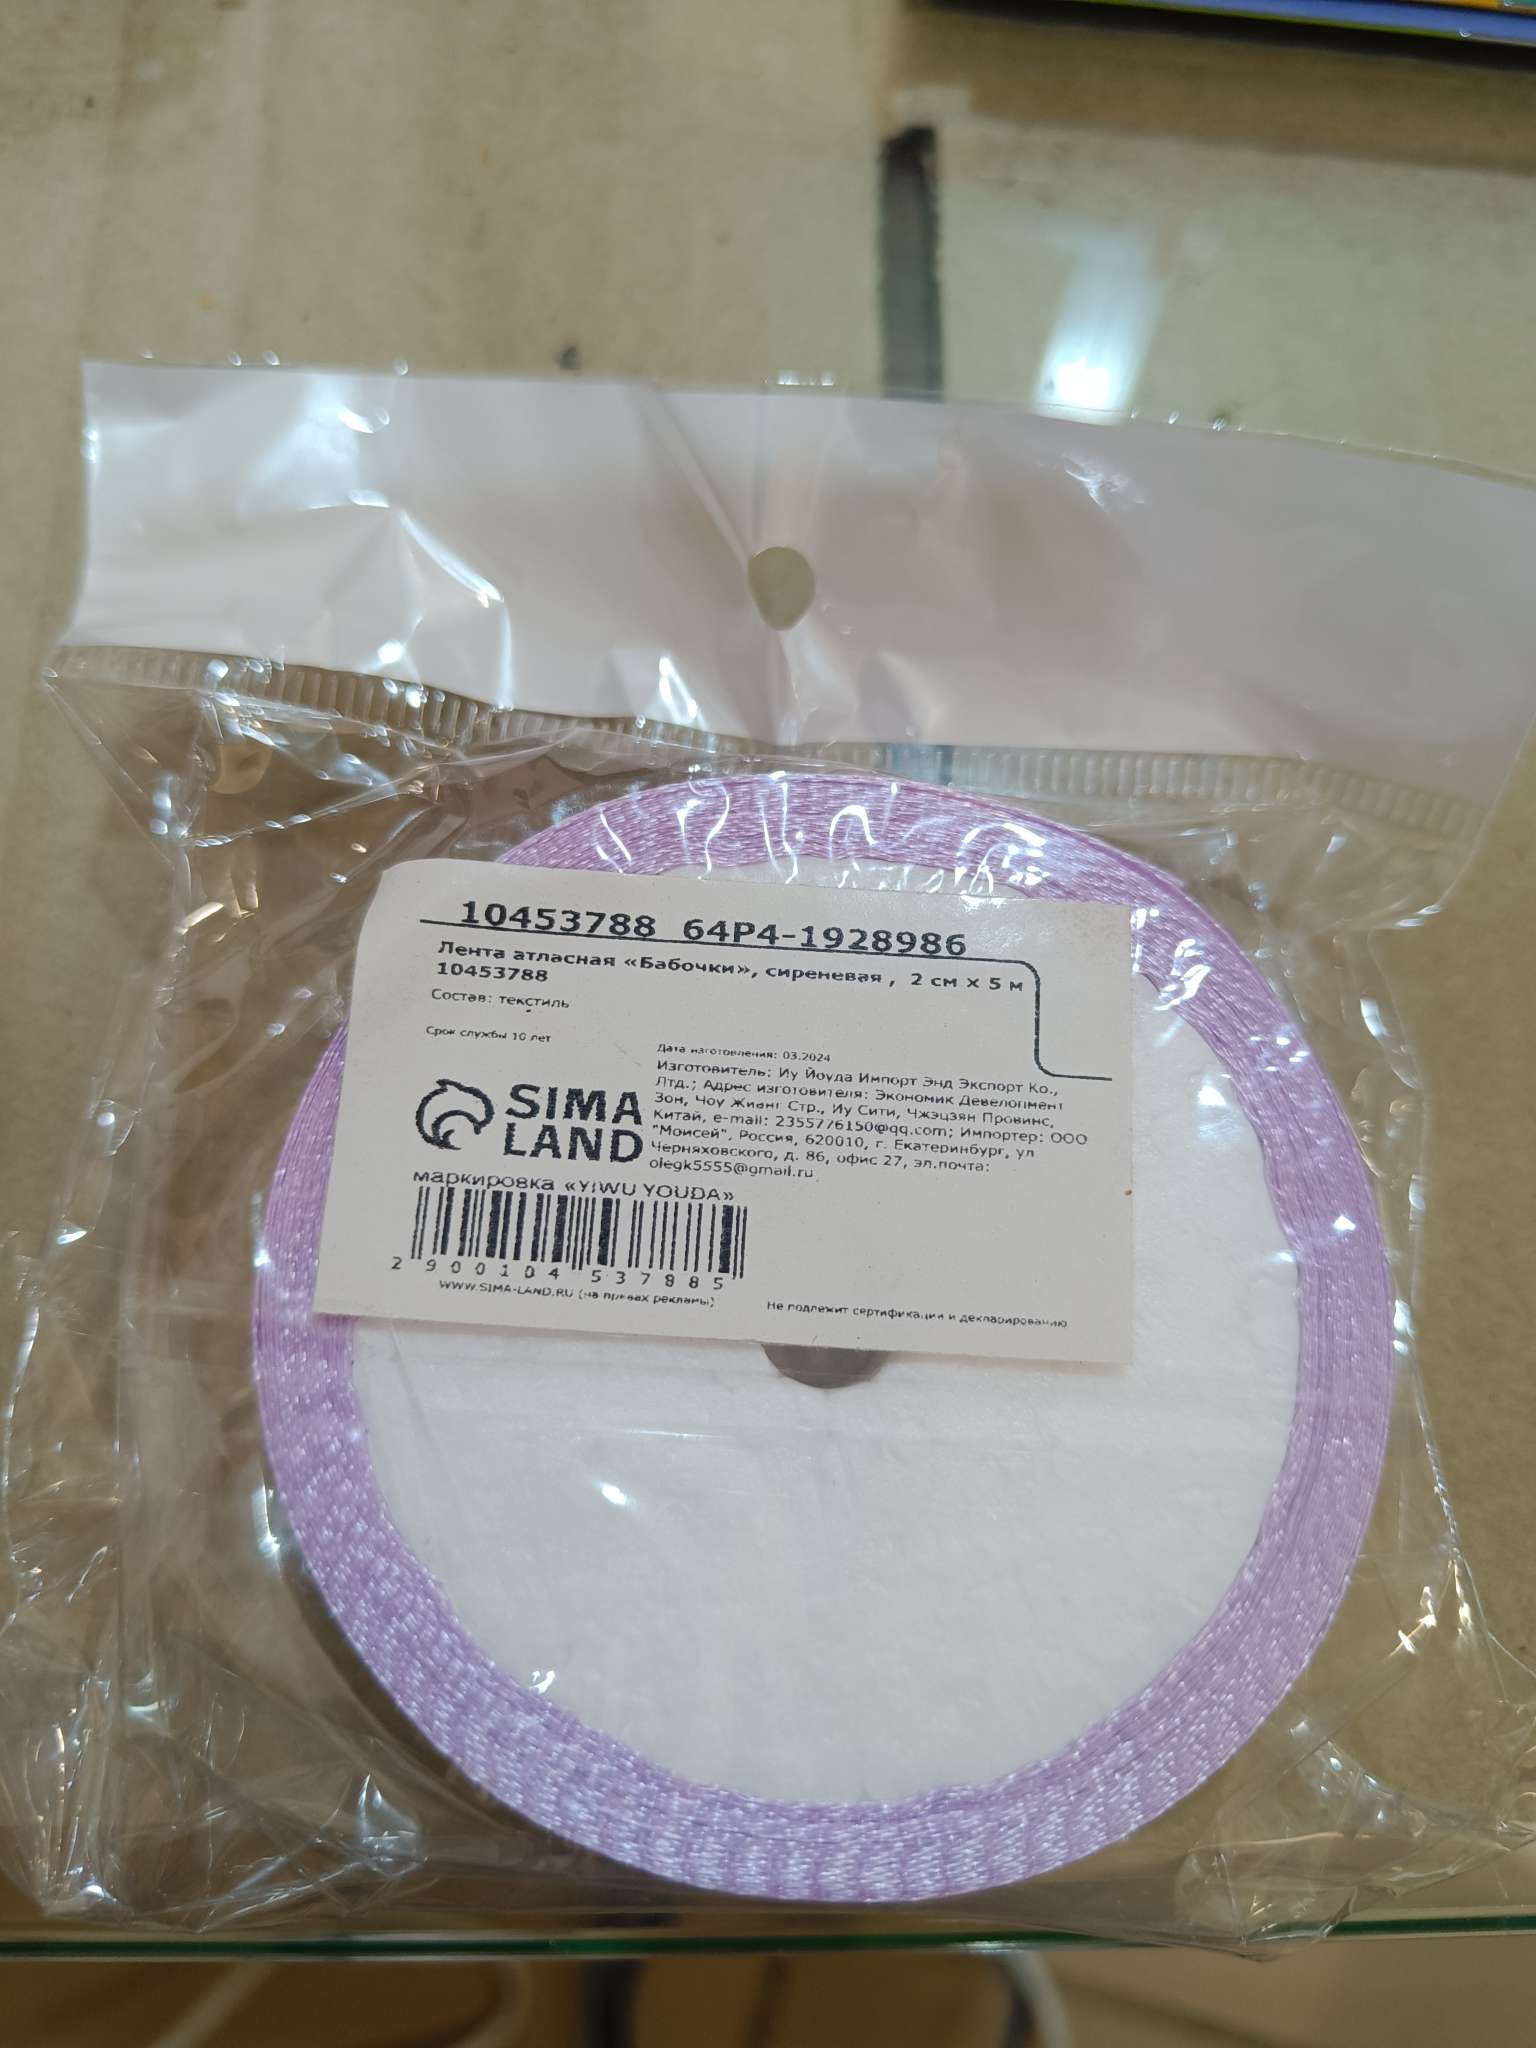 10453788 64P4-1928986
Лента атласная «Бабочки», сиреневая , 2 см x 5 м
10453788
Состав: текстиль
Срок службы 10 лет
Дата изготовления: 03.2024
Изготовитель: Иу Йоуда Импорт Энд Экспорт Ко.,
Лтд.; Адрес изготовителя: Экономик Девелопмент
Зон, Чоу Жианг Стр., Иу Сити, Чжэцзян Провинс,
Китай, e-mail: 2355776150@qq.com; Импортер: ООО
"Моисей", Россия, 620010, г. Екатеринбург, ул
Черняховского, д. 86, офис 27, эл.почта:
olegk5555@gmail.ru
SIMA
LAND
маркировка «YIWU YOUDA»
2 900104 537885
WWW.SIMA-LAND.RU (на правах рекламы)
Не подлежит сертификации и декларированию